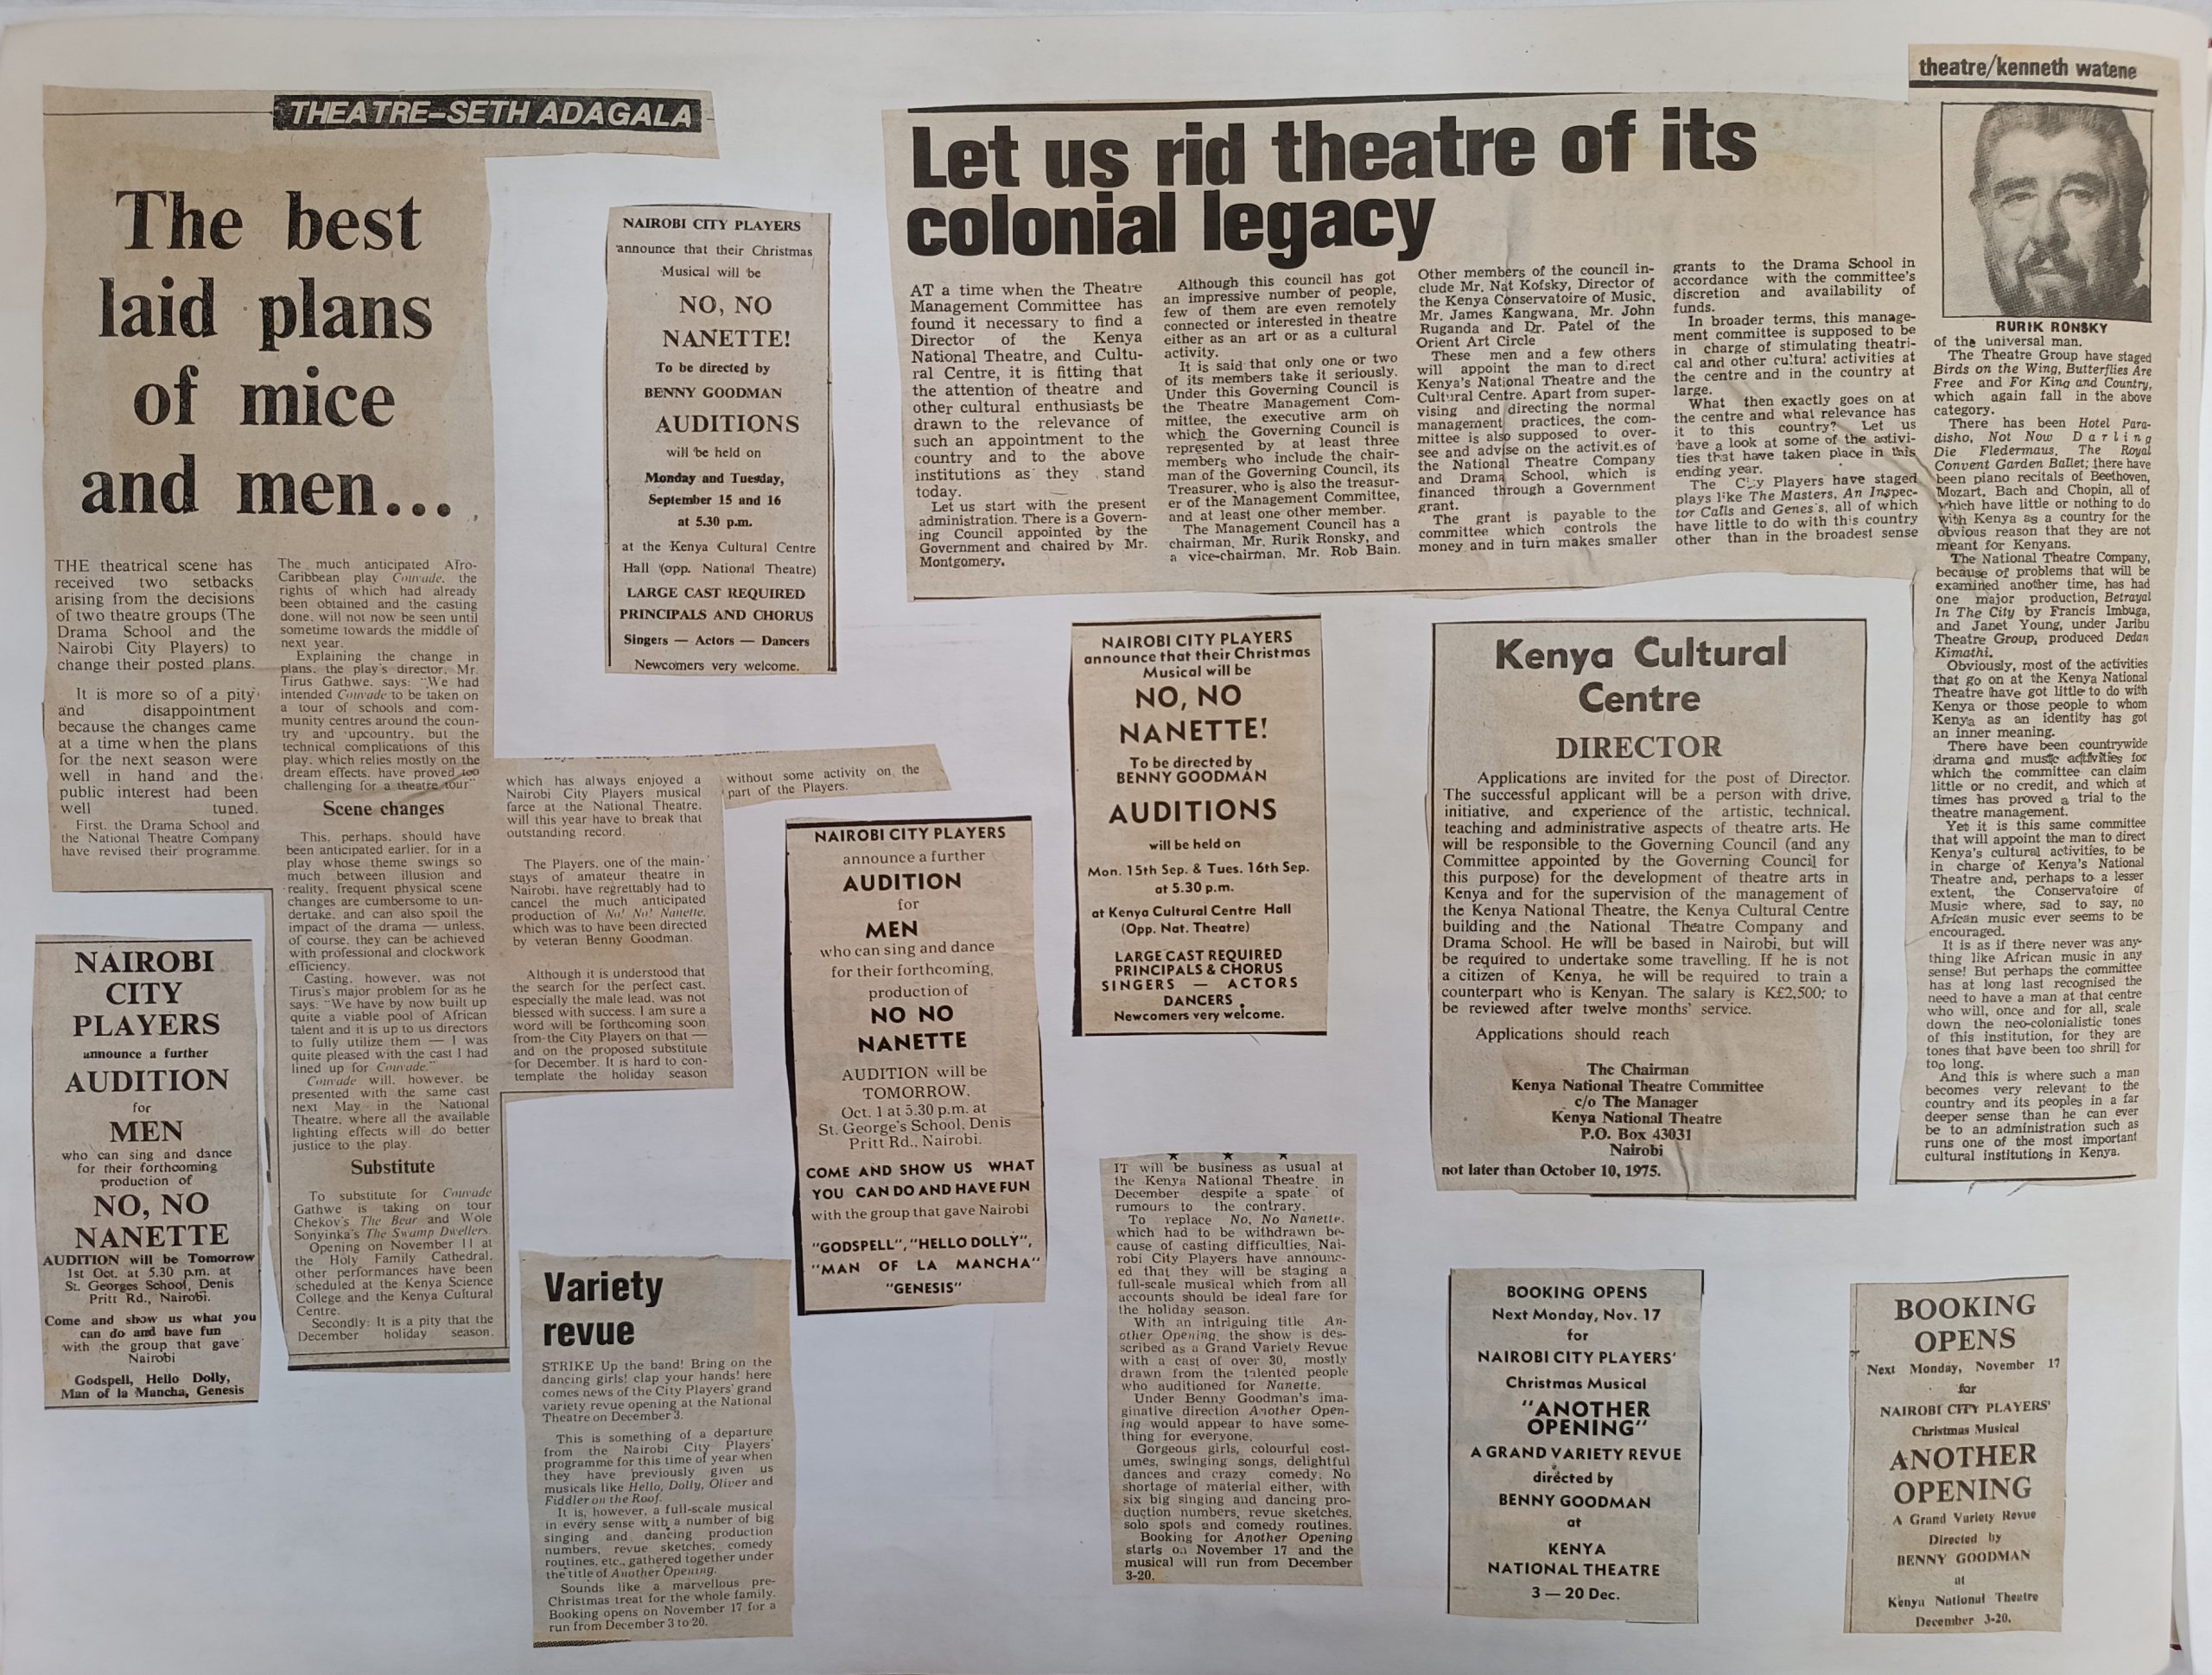 THEATRE—SETH ADAGALA
The best
laid plans
of mice
and men...
THE theatrical scene has
received two setbacks
arising from the decisions
of two theatre groups (The
Drama School and the
Nairobi City Players) to
change their posted plans.
It is more so of a pity
and disappointment
because the changes came
at a time when the plans
for the next season were
well in hand and the
public interest had been
well tuned.
First, the Drama School and
the National Theatre Company
have revised their programme.
The much anticipated Afro-
Caribbean play Couvade, the
rights of which had already
been obtained and the casting
done, will not now be seen until
sometime towards the middle of
next year.
Explaining the change in
plans, the play's director, Mr.
Tirus Gathwe, says: "We had
intended Couvade to be taken on
a tour of schools and com-
munity centres around the coun-
try and upcountry, but the
technical complications of this
play, which relies mostly on the
dream effects, have proved too
challenging for a theatre tour"
Scene changes
This, perhaps, should have
been anticipated earlier, for in a
play whose theme swings so
much between illusion and
reality, frequent physical scene
changes are cumbersome to un-
dertake, and can also spoil the
impact of the drama — unless,
of course, they can be achieved
with professional and clockwork
efficiency.
Casting, however, was not
Tirus's major problem for as he
says: "We have by now built up
quite a viable pool of African
talent and it is up to us directors
to fully utilize them — I was
quite pleased with the cast I had
lined up for Couvade."
Couvade will, however, be
presented with the same cast
next May in the National
Theatre, where all the available
lighting effects will do better
justice to the play.
Substitute
To substitute for Couvade
Gathwe is taking on tour
Chekov's The Bear and Wole
Sonyinka's The Swamp Dwellers.
Opening on November 11 at
the Holy Family Cathedral,
other performances have been
scheduled at the Kenya Science
College and the Kenya Cultural
Centre.
Secondly: It is a pity that the
December holiday season,
which has always enjoyed a
Nairobi City Players musical
farce at the National Theatre,
will this year have to break that
outstanding record.
The Players, one of the main-
stays of amateur theatre in
Nairobi, have regrettably had to
cancel the much anticipated
production of No! No! Nanette,
which was to have been directed
by veteran Benny Goodman.
Although it is understood that
the search for the perfect cast,
especially the male lead, was not
blessed with success, I am sure a
word will be forthcoming soon
from the City Players on that —
and on the proposed substitute
for December. It is hard to con-
template the holiday season
without some activity on the
part of the Players.
NAIROBI
CITY
PLAYERS
announce a further
AUDITION
for
MEN
who can sing and dance
for their forthcoming
production of
NO, NO
NANETTE
AUDITION will be Tomorrow
1st Oct. at 5.30 p.m. at
St. Georges School, Denis
Pritt Rd., Nairobi.
Come and show us what you
can do and have fun
with the group that gave
Nairobi
Godspell, Hello Dolly,
Man of la Mancha, Genesis
NAIROBI CITY PLAYERS
announce that their Christmas
Musical will be
NO, NO
NANETTE!
To be directed by
BENNY GOODMAN
AUDITIONS
will be held on
Monday and Tuesday,
September 15 and 16
at 5.30 p.m.
at the Kenya Cultural Centre
Hall (opp. National Theatre)
LARGE CAST REQUIRED
PRINCIPALS AND CHORUS
Singers — Actors — Dancers
Newcomers very welcome.
NAIROBI CITY PLAYERS
announce a further
AUDITION
for
MEN
who can sing and dance
for their forthcoming,
production of
NO NO
NANETTE
AUDITION will be
TOMORROW,
Oct. 1 at 5.30 p.m. at
St. George's School, Denis
Pritt Rd., Nairobi.
COME AND SHOW US WHAT
YOU CAN DO AND HAVE FUN
with the group that gave Nairobi
"GODSPELL", "HELLO DOLLY",
"MAN OF LA MANCHA"
"GENESIS"
Variety
revue
STRIKE Up the band! Bring on the
dancing girls! clap your hands! here
comes news of the City Players' grand
variety revue opening at the National
Theatre on December 3.
This is something of a departure
from the Nairobi City Players'
programme for this time of year when
they have previously given us
musicals like Hello, Dolly, Oliver and
Fiddler on the Roof.
It is, however, a full-scale musical
in every sense with a number of big
singing and dancing production
numbers, revue sketches, comedy
routines, etc., gathered together under
the title of Another Opening.
Sounds like a marvellous pre-
Christmas treat for the whole family.
Booking opens on November 17 for a
run from December 3 to 20.
theatre/kenneth watene
Let us rid theatre of its
colonial legacy
AT a time when the Theatre
Management Committee has
found it necessary to find a
Director of the Kenya
National Theatre, and Cultu-
ral Centre, it is fitting that
the attention of theatre and
other cultural enthusiasts be
drawn to the relevance of
such an appointment to the
country and to the above
institutions as they stand
today.
Let us start with the present
administration. There is a Govern-
ing Council appointed by the
Government and chaired by Mr.
Montgomery.
Although this council has got
an impressive number of people,
few of them are even remotely
connected or interested in theatre
either as an art or as a cultural
activity.
It is said that only one or two
of its members take it seriously.
Under this Governing Council is
the Theatre Management Com-
mittee, the executive arm on
which the Governing Council is
represented by at least three
members who include the chair-
man of the Governing Council, its
Treasurer, who is also the treasur-
er of the Management Committee,
and at least one other member.
The Management Council has a
chairman, Mr. Rurik Ronsky, and
a vice-chairman, Mr. Rob Bain.
Other members of the council in-
clude Mr. Nat Kofsky, Director of
the Kenya Conservatoire of Music,
Mr. James Kangwana, Mr. John
Ruganda and Dr. Patel of the
Orient Art Circle
These men and a few others
will appoint the man to direct
Kenya's National Theatre and the
Cultural Centre. Apart from super-
vising and directing the normal
management practices, the com-
mittee is also supposed to over-
see and advise on the activities of
the National Theatre Company
and Drama School, which is
financed through a Government
grant.
The grant is payable to the
committee which controls the
money and in turn makes smaller
grants to the Drama School in
accordance with the committee's
discretion and availability of
funds.
In broader terms, this manage-
ment committee is supposed to be
in charge of stimulating theatri-
cal and other cultural activities at
the centre and in the country at
large.
What then exactly goes on at
the centre and what relevance has
it to this country? Let us
have a look at some of the activi-
ties that have taken place in this
ending year.
The City Players have staged
plays like The Masters, An Inspec-
tor Calls and Genesis, all of which
have little to do with this country
other than in the broadest sense
RURIK RONSKY
of the universal man.
The Theatre Group have staged
Birds on the Wing, Butterflies Are
Free and For King and Country,
which again fall in the above
category.
There has been Hotel Para-
disho, Not Now Darling
Die Fledermaus, The Royal
Convent Garden Ballet; there have
been piano recitals of Beethoven,
Mozart, Bach and Chopin, all of
which have little or nothing to do
with Kenya as a country for the
obvious reason that they are not
meant for Kenyans.
The National Theatre Company,
because of problems that will be
examined another time, has had
one major production, Betrayal
In The City by Francis Imbuga,
and Janet Young, under Jaribu
Theatre Group, produced Dedan
Kimathi.
Obviously, most of the activities
that go on at the Kenya National
Theatre have got little to do with
Kenya or those people to whom
Kenya as an identity has got
an inner meaning.
There have been countrywide
drama and music activities for
which the committee can claim
little or no credit, and which at
times has proved a trial to the
theatre management.
Yet it is this same committee
that will appoint the man to direct
Kenya's cultural activities, to be
in charge of Kenya's National
Theatre and, perhaps to a lesser
extent, the Conservatoire of
Music where, sad to say, no
African music ever seems to be
encouraged.
It is as if there never was any-
thing like African music in any
sense! But perhaps the committee
has at long last recognised the
need to have a man at that centre
who will, once and for all, scale
down the neo-colonialistic tones
of this institution, for they are
tones that have been too shrill for
too long.
And this is where such a man
becomes very relevant to the
country and its peoples in a far
deeper sense than he can ever
be to an administration such as
runs one of the most important
cultural institutions in Kenya.
NAIROBI CITY PLAYERS
announce that their Christmas
Musical will be
NO, NO
NANETTE!
To be directed by
BENNY GOODMAN
AUDITIONS
will be held on
Mon. 15th Sep. & Tues. 16th Sep.
at 5.30 p.m.
at Kenya Cultural Centre Hall
(Opp. Nat. Theatre)
LARGE CAST REQUIRED
PRINCIPALS & CHORUS
SINGERS — ACTORS
DANCERS
Newcomers very welcome.
Kenya Cultural
Centre
DIRECTOR
Applications are invited for the post of Director.
The successful applicant will be a person with drive,
initiative, and experience of the artistic, technical,
teaching and administrative aspects of theatre arts. He
will be responsible to the Governing Council (and any
Committee appointed by the Governing Council for
this purpose) for the development of theatre arts in
Kenya and for the supervision of the management of
the Kenya National Theatre, the Kenya Cultural Centre
building and the National Theatre Company and
Drama School. He will be based in Nairobi, but will
be required to undertake some travelling. If he is not
a citizen of Kenya, he will be required to train a
counterpart who is Kenyan. The salary is K£2,500; to
be reviewed after twelve months' service.
Applications should reach
The Chairman
Kenya National Theatre Committee
c/o The Manager
Kenya National Theatre
P.O. Box 43031
Nairobi
not later than October 10, 1975.
★ ★ ★
IT will be business as usual at
the Kenya National Theatre in
December despite a spate of
rumours to the contrary.
To replace No, No Nanette,
which had to be withdrawn be-
cause of casting difficulties, Nai-
robi City Players have announc-
ed that they will be staging a
full-scale musical which from all
accounts should be ideal fare for
the holiday season.
With an intriguing title An-
other Opening, the show is des-
scribed as a Grand Variety Revue
with a cast of over 30, mostly
drawn from the talented people
who auditioned for Nanette.
Under Benny Goodman's ima-
ginative direction Another Open-
ing would appear to have some-
thing for everyone.
Gorgeous girls, colourful cost-
umes, swinging songs, delightful
dances and crazy comedy. No
shortage of material either, with
six big singing and dancing pro-
duction numbers, revue sketches,
solo spots and comedy routines.
Booking for Another Opening
starts on November 17 and the
musical will run from December
3-20.
BOOKING OPENS
Next Monday, Nov. 17
for
NAIROBI CITY PLAYERS'
Christmas Musical
"ANOTHER
OPENING"
A GRAND VARIETY REVUE
directed by
BENNY GOODMAN
at
KENYA
NATIONAL THEATRE
3 — 20 Dec.
BOOKING
OPENS
Next Monday, November 17
for
NAIROBI CITY PLAYERS'
Christmas Musical
ANOTHER
OPENING
A Grand Variety Revue
Directed by
BENNY GOODMAN
at
Kenya National Theatre
December 3-20.